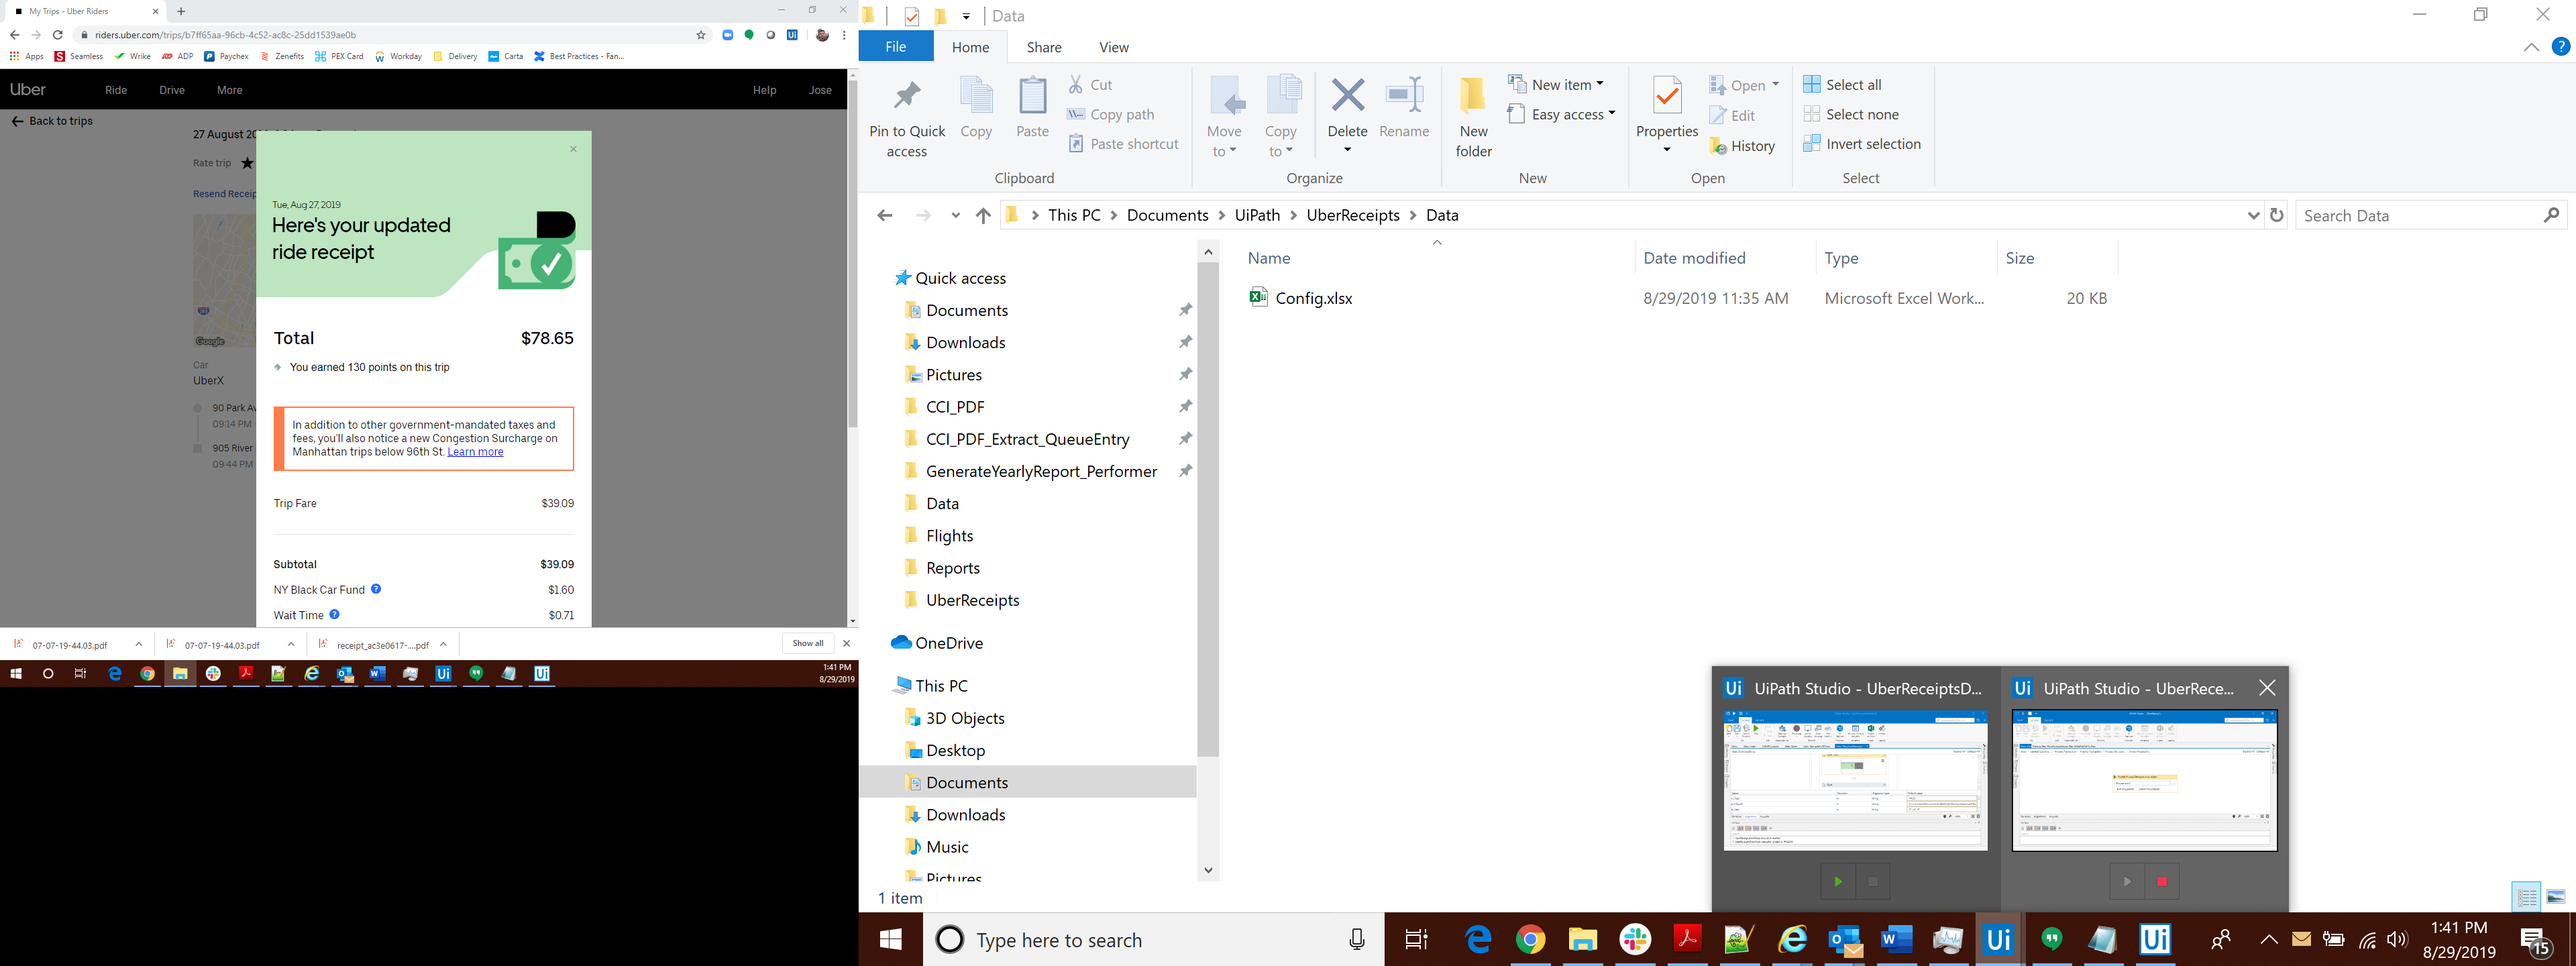 My Trips - Uber Riders
riders.uber.com/trips/b7ff65aa-96cb-4c52-ac8c-25dd1539ae0b
Apps Seamless Wrike ADP Paychex Zenefits PEX Card Workday Delivery Carta Best Practices - Fan...
Uber Ride Drive More Help Jose
Back to trips
27 August 20
Rate trip
Resend Receip
Google
Car
UberX
90 Park Av
09:14 PM
905 River
09:44 PM
Tue, Aug 27, 2019
Here's your updated
ride receipt
Total $78.65
You earned 130 points on this trip
In addition to other government-mandated taxes and
fees, you'll also notice a new Congestion Surcharge on
Manhattan trips below 96th St. Learn more
Trip Fare $39.09
Subtotal $39.09
NY Black Car Fund $1.60
Wait Time $0.71
07-07-19-44.03.pdf 07-07-19-44.03.pdf receipt_ac3e0617-....pdf Show all
1:41 PM
8/29/2019
Data
File Home Share View
Pin to Quick access
Copy
Paste
Cut
Copy path
Paste shortcut
Clipboard
Move to
Copy to
Delete
Rename
Organize
New folder
New item
Easy access
New
Properties
Open
Edit
History
Open
Select all
Select none
Invert selection
Select
This PC > Documents > UiPath > UberReceipts > Data
Search Data
Name Date modified Type Size
Config.xlsx 8/29/2019 11:35 AM Microsoft Excel Work... 20 KB
Quick access
Documents
Downloads
Pictures
CCI_PDF
CCI_PDF_Extract_QueueEntry
GenerateYearlyReport_Performer
Data
Flights
Reports
UberReceipts
OneDrive
This PC
3D Objects
Desktop
Documents
Downloads
Music
Pictures
1 item
UiPath Studio - UberReceiptsD...
UiPath Studio - UberRece...
Type here to search
1:41 PM
8/29/2019
15